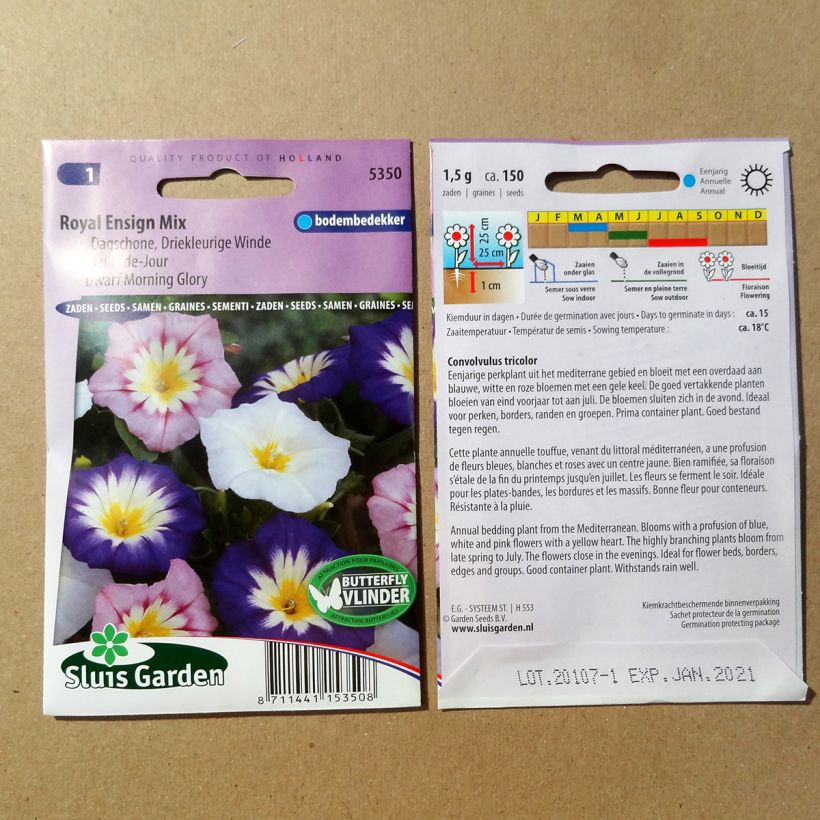 QUALITY PRODUCT OF HOLLAND
1
5350
Royal Ensign Mix
bodembedekker
Dagschone, Driekleurige Winde
de-Jour
Dwarf Morning Glory
ZADEN • SEEDS • SAMEN • GRAINES • SEMENTI • ZADEN • SEEDS • SAMEN • GRAINES • SE
ATTRACTION POUR PAPILLONS
BUTTERFLY
VLINDER
ATTRACTING BUTTERFLIES
Sluis Garden
8 711441 153508
1,5 g ca. 150
zaden | graines | seeds
Eenjarig
Annuelle
Annual
J F M A M J J A S O N D
25 cm
25 cm
1 cm
Zaaien
onder glas
Semer sous verre
Sow indoor
Zaaien in
de vollegrond
Semer en pleine terre
Sow outdoor
Bloeitijd
Floraison
Flowering
Kiemduur in dagen • Durée de germination avec jours • Days to germinate in days : ca. 15
Zaaitemperatuur • Températur de semis • Sowing temperature : ca. 18°C
Convolvulus tricolor
Eenjarige perkplant uit het mediterrane gebied en bloeit met een overdaad aan
blauwe, witte en roze bloemen met een gele keel. De goed vertakkende planten
bloeien van eind voorjaar tot aan juli. De bloemen sluiten zich in de avond. Ideaal
voor perken, borders, randen en groepen. Prima container plant. Goed bestand
tegen regen.
Cette plante annuelle touffue, venant du littoral méditerranéen, a une profusion
de fleurs bleues, blanches et roses avec un centre jaune. Bien ramifiée, sa floraison
s'étale de la fin du printemps jusqu'en juillet. Les fleurs se ferment le soir. Idéale
pour les plates-bandes, les bordures et les massifs. Bonne fleur pour conteneurs.
Résistante à la pluie.
Annual bedding plant from the Mediterranean. Blooms with a profusion of blue,
white and pink flowers with a yellow heart. The highly branching plants bloom from
late spring to July. The flowers close in the evenings. Ideal for flower beds, borders,
edges and groups. Good container plant. Withstands rain well.
E.G. - SYSTEEM ST. | H 553
© Garden Seeds B.V.
www.sluisgarden.nl
Kiemkrachtbeschermende binnenverpakking
Sachet protecteur de la germination
Germination protecting package
LOT.20107-1 EXP.JAN.2021